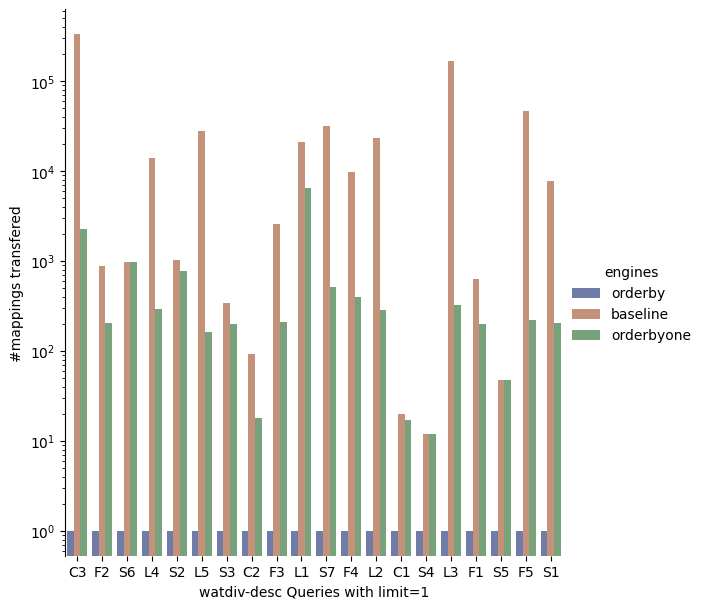 #mappings transfered
10^5
10^4
10^3
10^2
10^1
10^0
C3 F2 S6 L4 S2 L5 S3 C2 F3 L1 S7 F4 L2 C1 S4 L3 F1 S5 F5 S1
watdiv-desc Queries with limit=1
engines
orderby
baseline
orderbyone